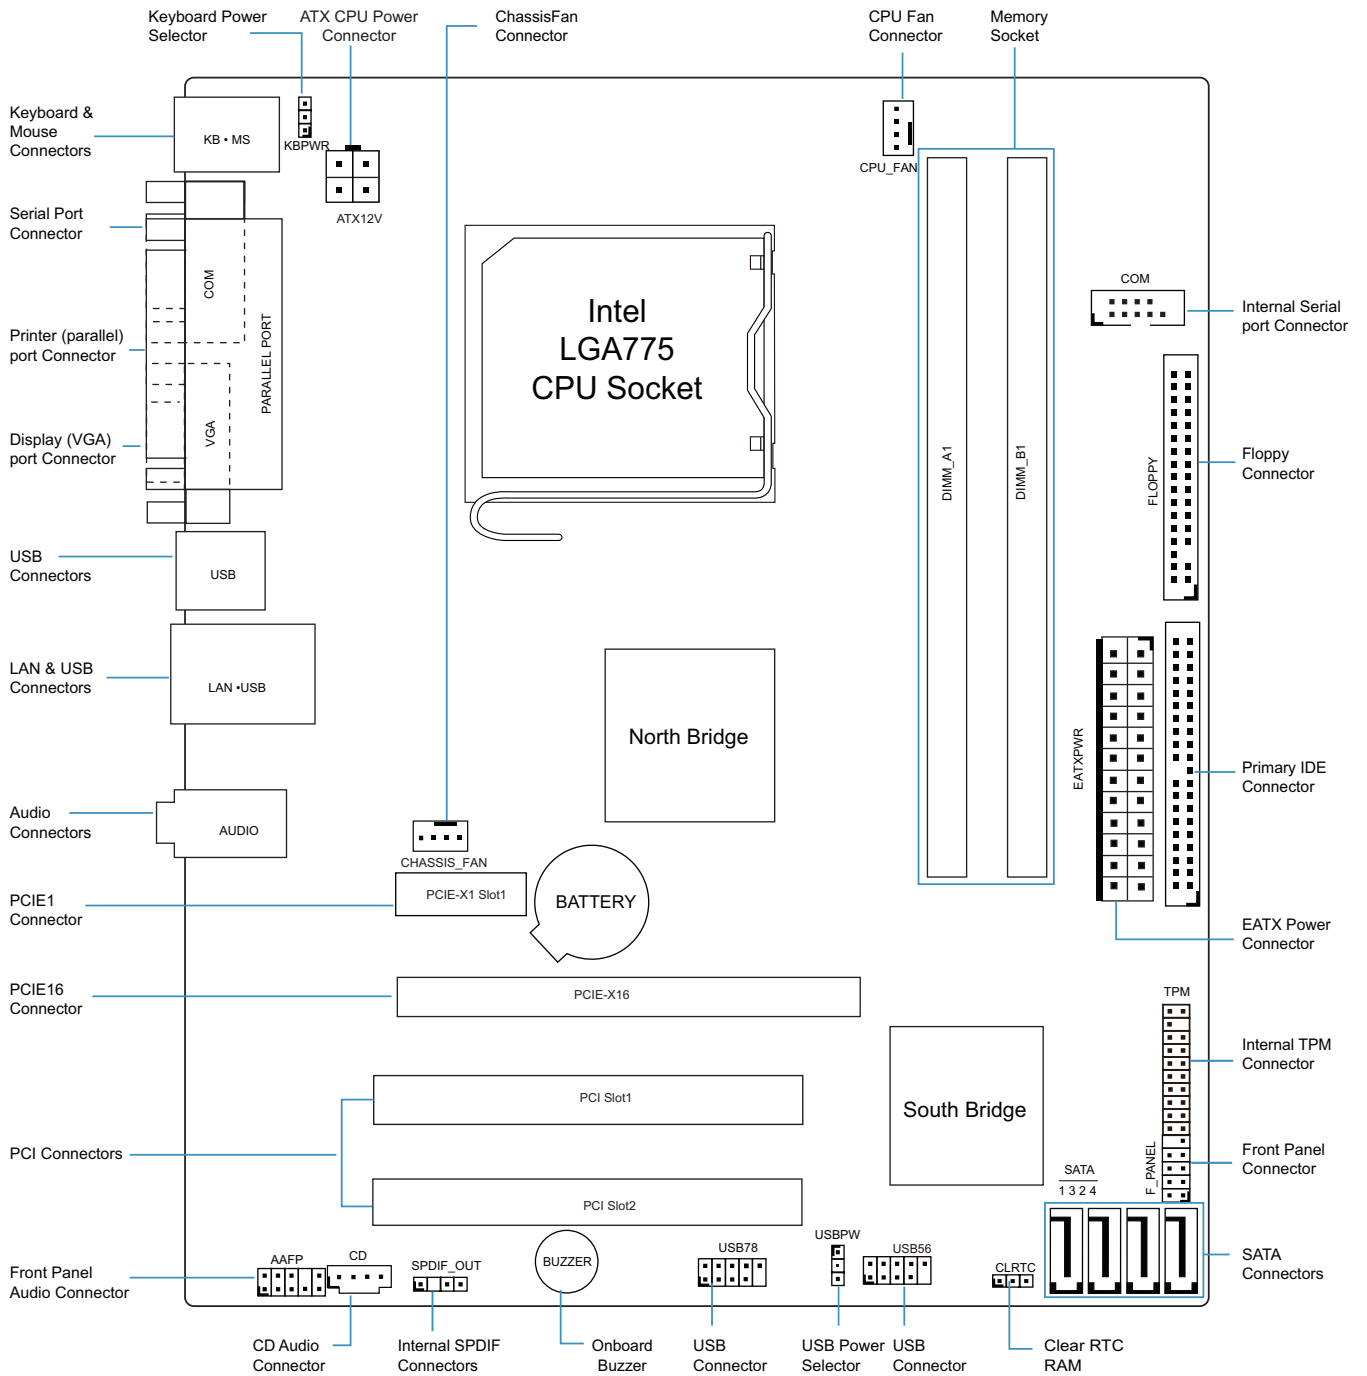 Keyboard Power
Selector
ATX CPU Power
Connector
ChassisFan
Connector
CPU Fan
Connector
Memory
Socket
Keyboard &
Mouse
Connectors
KB • MS
KBPWR
ATX12V
CPU_FAN
Serial Port
Connector
COM
PARALLEL PORT
VGA
Printer (parallel)
port Connector
Display (VGA)
port Connector
Intel
LGA775
CPU Socket
DIMM_A1
DIMM_B1
COM
Internal Serial
port Connector
FLOPPY
Floppy
Connector
USB
Connectors
USB
LAN & USB
Connectors
LAN •USB
North Bridge
EATXPWR
Primary IDE
Connector
Audio
Connectors
AUDIO
CHASSIS_FAN
PCIE1
Connector
PCIE-X1 Slot1
BATTERY
EATX Power
Connector
PCIE16
Connector
PCIE-X16
TPM
Internal TPM
Connector
PCI Connectors
PCI Slot1
PCI Slot2
South Bridge
F_PANEL
Front Panel
Connector
SATA
1 3 2 4
SATA
Connectors
Front Panel
Audio Connector
AAFP
CD
SPDIF_OUT
BUZZER
USB78
USBPW
USB56
CLRTC
CD Audio
Connector
Internal SPDIF
Connectors
Onboard
Buzzer
USB
Connector
USB Power
Selector
USB
Connector
Clear RTC
RAM